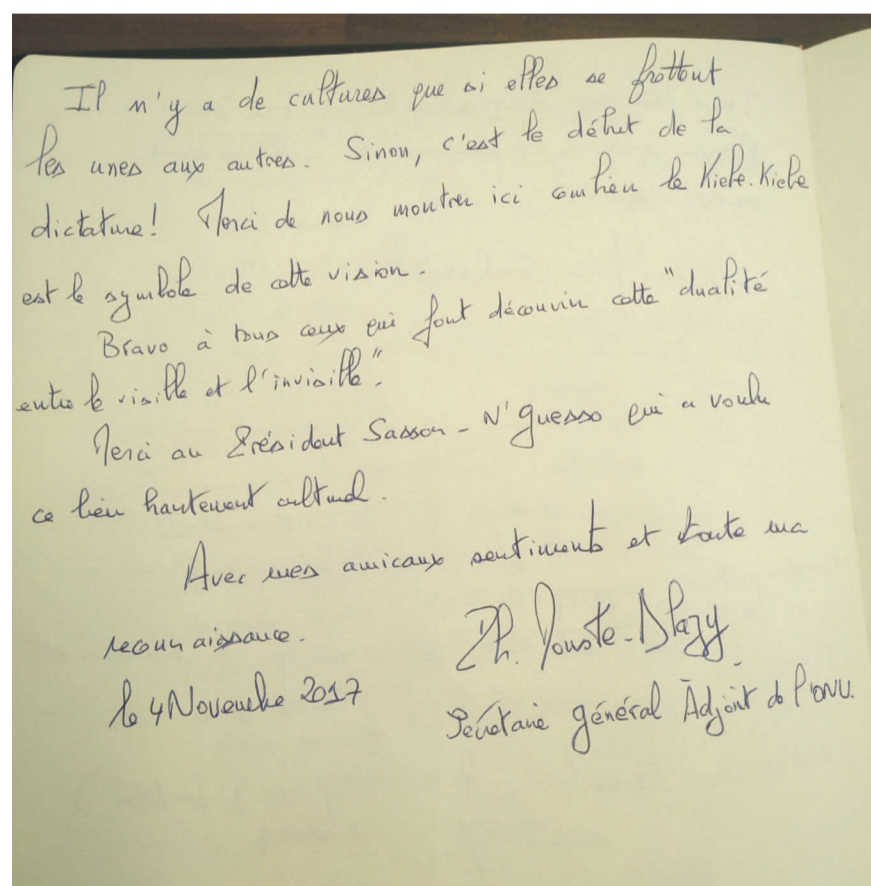 Il n'y a de cultures que si elles se frottent
les unes aux autres. Sinon, c'est le début de la
dictature! Merci de nous montrer ici combien le Kiebe-Kiebe
est le symbole de cette vision.
Bravo à tous ceux qui font découvrir cette "dualité
entre le visible et l'invisible".
Merci au Président Sassou-N'guesso qui a voulu
ce lieu hautement culturel.
Avec mes amicaux sentiments et toute ma
reconnaissance.
le 4 Novembre 2017
Ph. Douste-Blazy
Secrétaire général Adjoint de l'ONU.